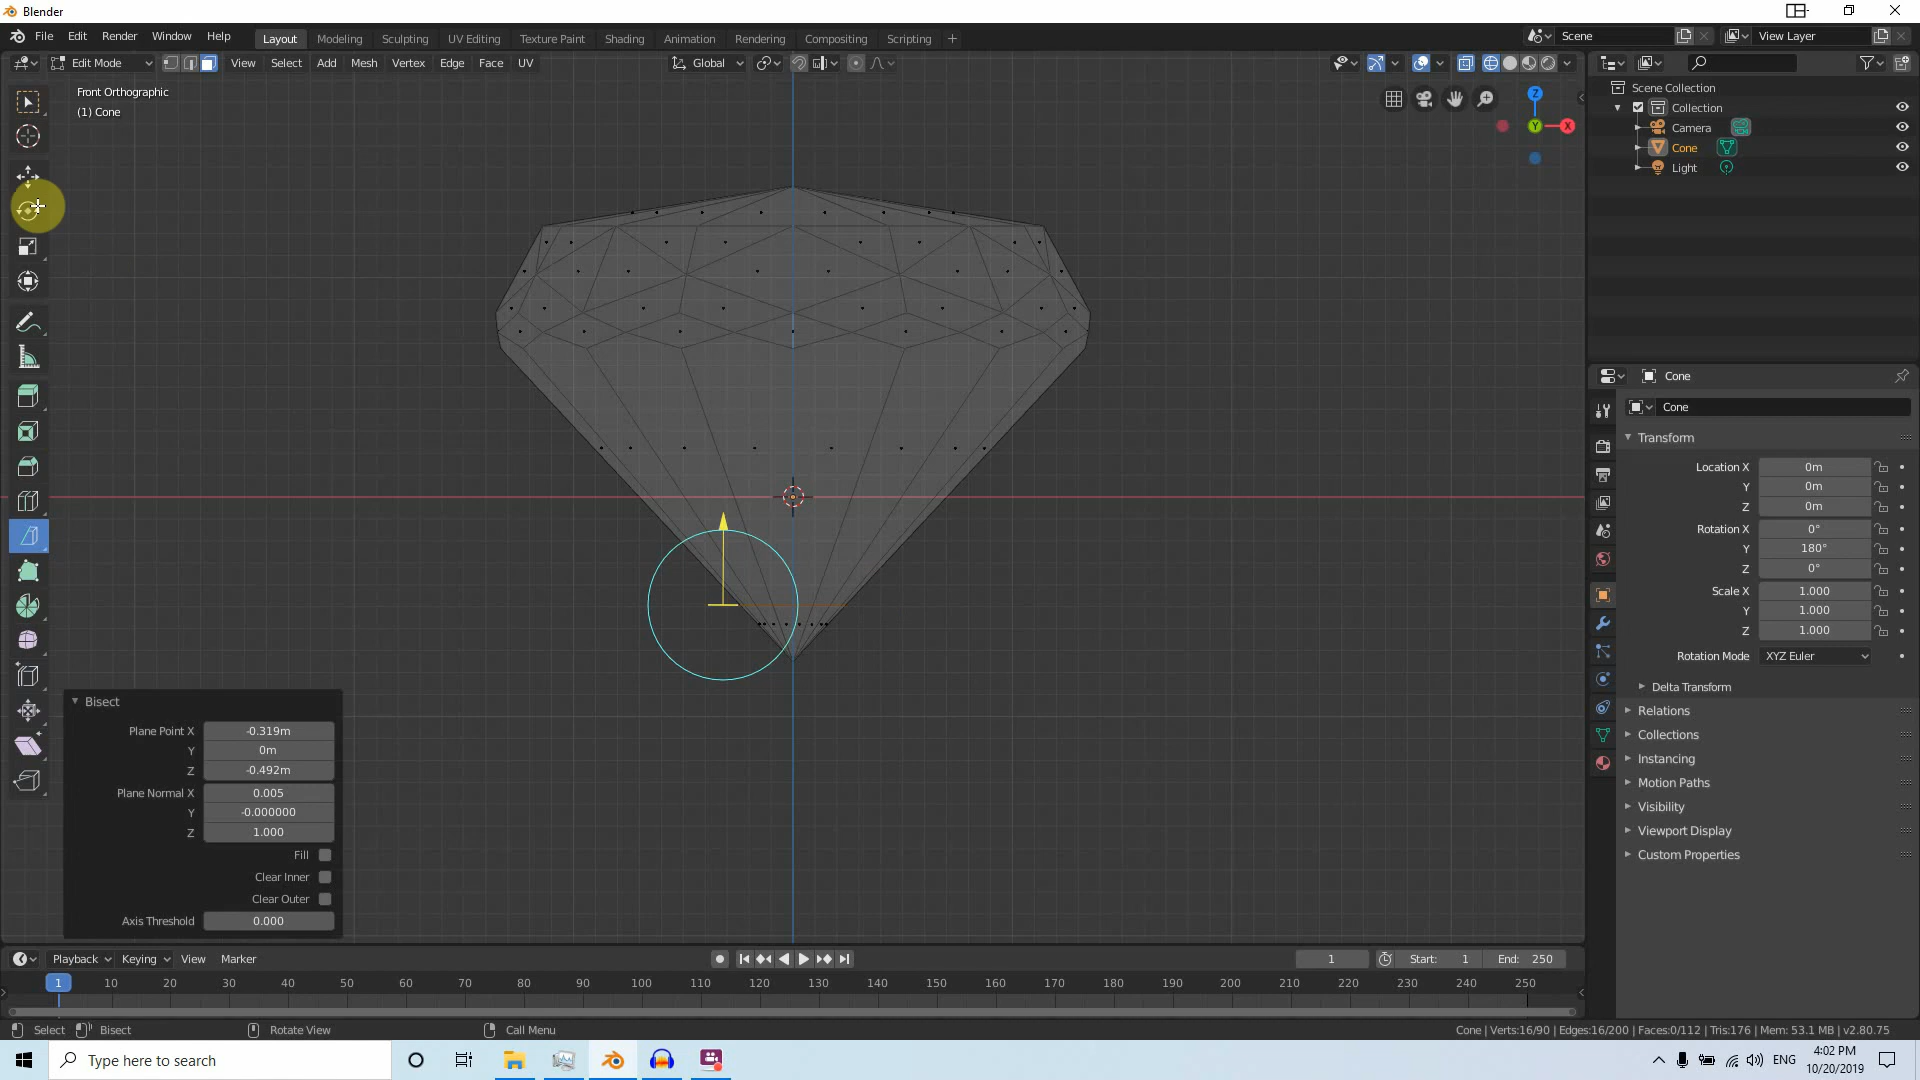 Blender
File Edit Render Window Help
Layout Modeling Sculpting UV Editing Texture Paint Shading Animation Rendering Compositing Scripting +
Scene
View Layer
Edit Mode
View Select Add Mesh Vertex Edge Face UV
Global
Front Orthographic
(1) Cone
Z
Y
X
Scene Collection
Collection
Camera
Cone
Light
Cone
Cone
Transform
Location X 0m
Y 0m
Z 0m
Rotation X 0°
Y 180°
Z 0°
Scale X 1.000
Y 1.000
Z 1.000
Rotation Mode XYZ Euler
Delta Transform
Relations
Collections
Instancing
Motion Paths
Visibility
Viewport Display
Custom Properties
Bisect
Plane Point X -0.319m
Y 0m
Z -0.492m
Plane Normal X 0.005
Y -0.000000
Z 1.000
Fill
Clear Inner
Clear Outer
Axis Threshold 0.000
Playback Keying View Marker
1 Start: 1 End: 250
1 10 20 30 40 50 60 70 80 90 100 110 120 130 140 150 160 170 180 190 200 210 220 230 240 250
Select Bisect Rotate View Call Menu
Cone | Verts:16/90 | Edges:16/200 | Faces:0/112 | Tris:176 | Mem: 53.1 MB | v2.80.75
Type here to search
ENG
4:02 PM
10/20/2019